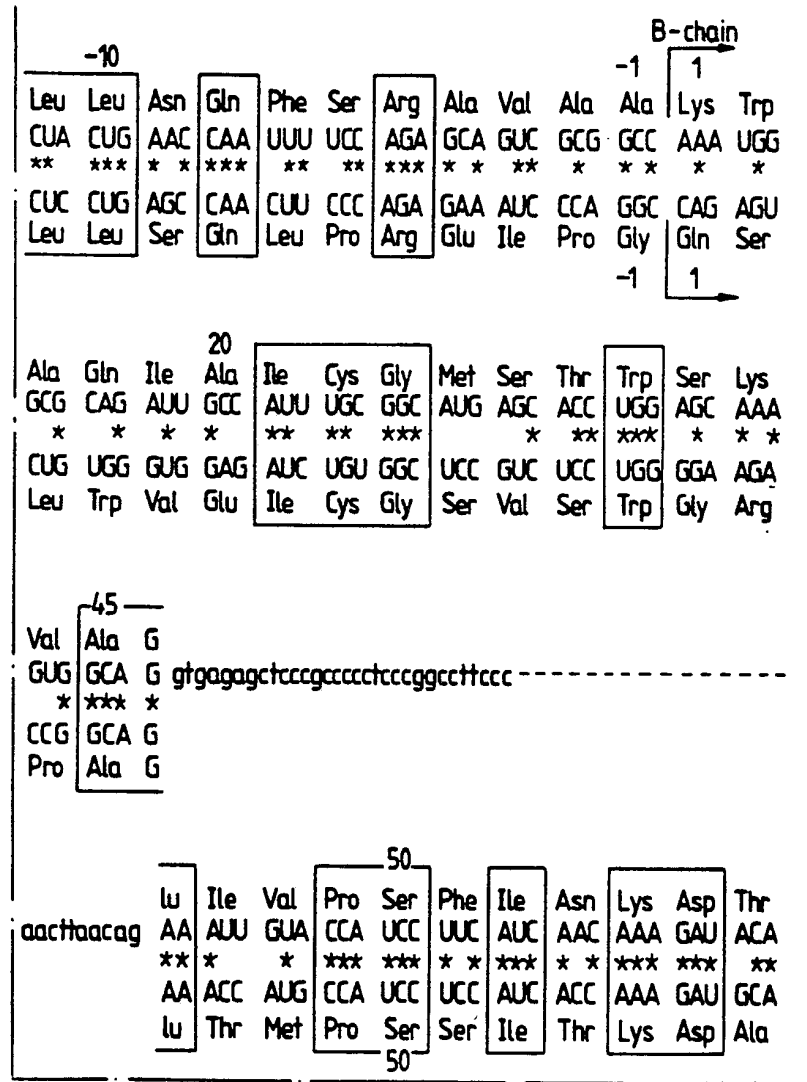 B-chain
-10 -1 1
Leu Leu Asn Gln Phe Ser Arg Ala Val Ala Ala Lys Trp
CUA CUG AAC CAA UUU UCC AGA GCA GUC GCG GCC AAA UGG
** *** * * *** ** ** *** * * ** * * * * *
CUC CUG AGC CAA CUU CCC AGA GAA AUC CCA GGC CAG AGU
Leu Leu Ser Gln Leu Pro Arg Glu Ile Pro Gly Gln Ser
-1 1
20
Ala Gln Ile Ala Ile Cys Gly Met Ser Thr Trp Ser Lys
GCG CAG AUU GCC AUU UGC GGC AUG AGC ACC UGG AGC AAA
* * * * ** ** *** * ** *** * * *
CUG UGG GUG GAG AUC UGU GGC UCC GUC UCC UGG GGA AGA
Leu Trp Val Glu Ile Cys Gly Ser Val Ser Trp Gly Arg
45
Val Ala G
GUG GCA G gtgagagctcccgcccctcccggccttccc--------------
* *** *
CCG GCA G
Pro Ala G
50
lu Ile Val Pro Ser Phe Ile Asn Lys Asp Thr
aacttaacag AA AUU GUA CCA UCC UUC AUC AAC AAA GAU ACA
** * * *** *** * * *** * * *** *** **
AA ACC AUG CCA UCC UCC AUC ACC AAA GAU GCA
lu Thr Met Pro Ser Ser Ile Thr Lys Asp Ala
50